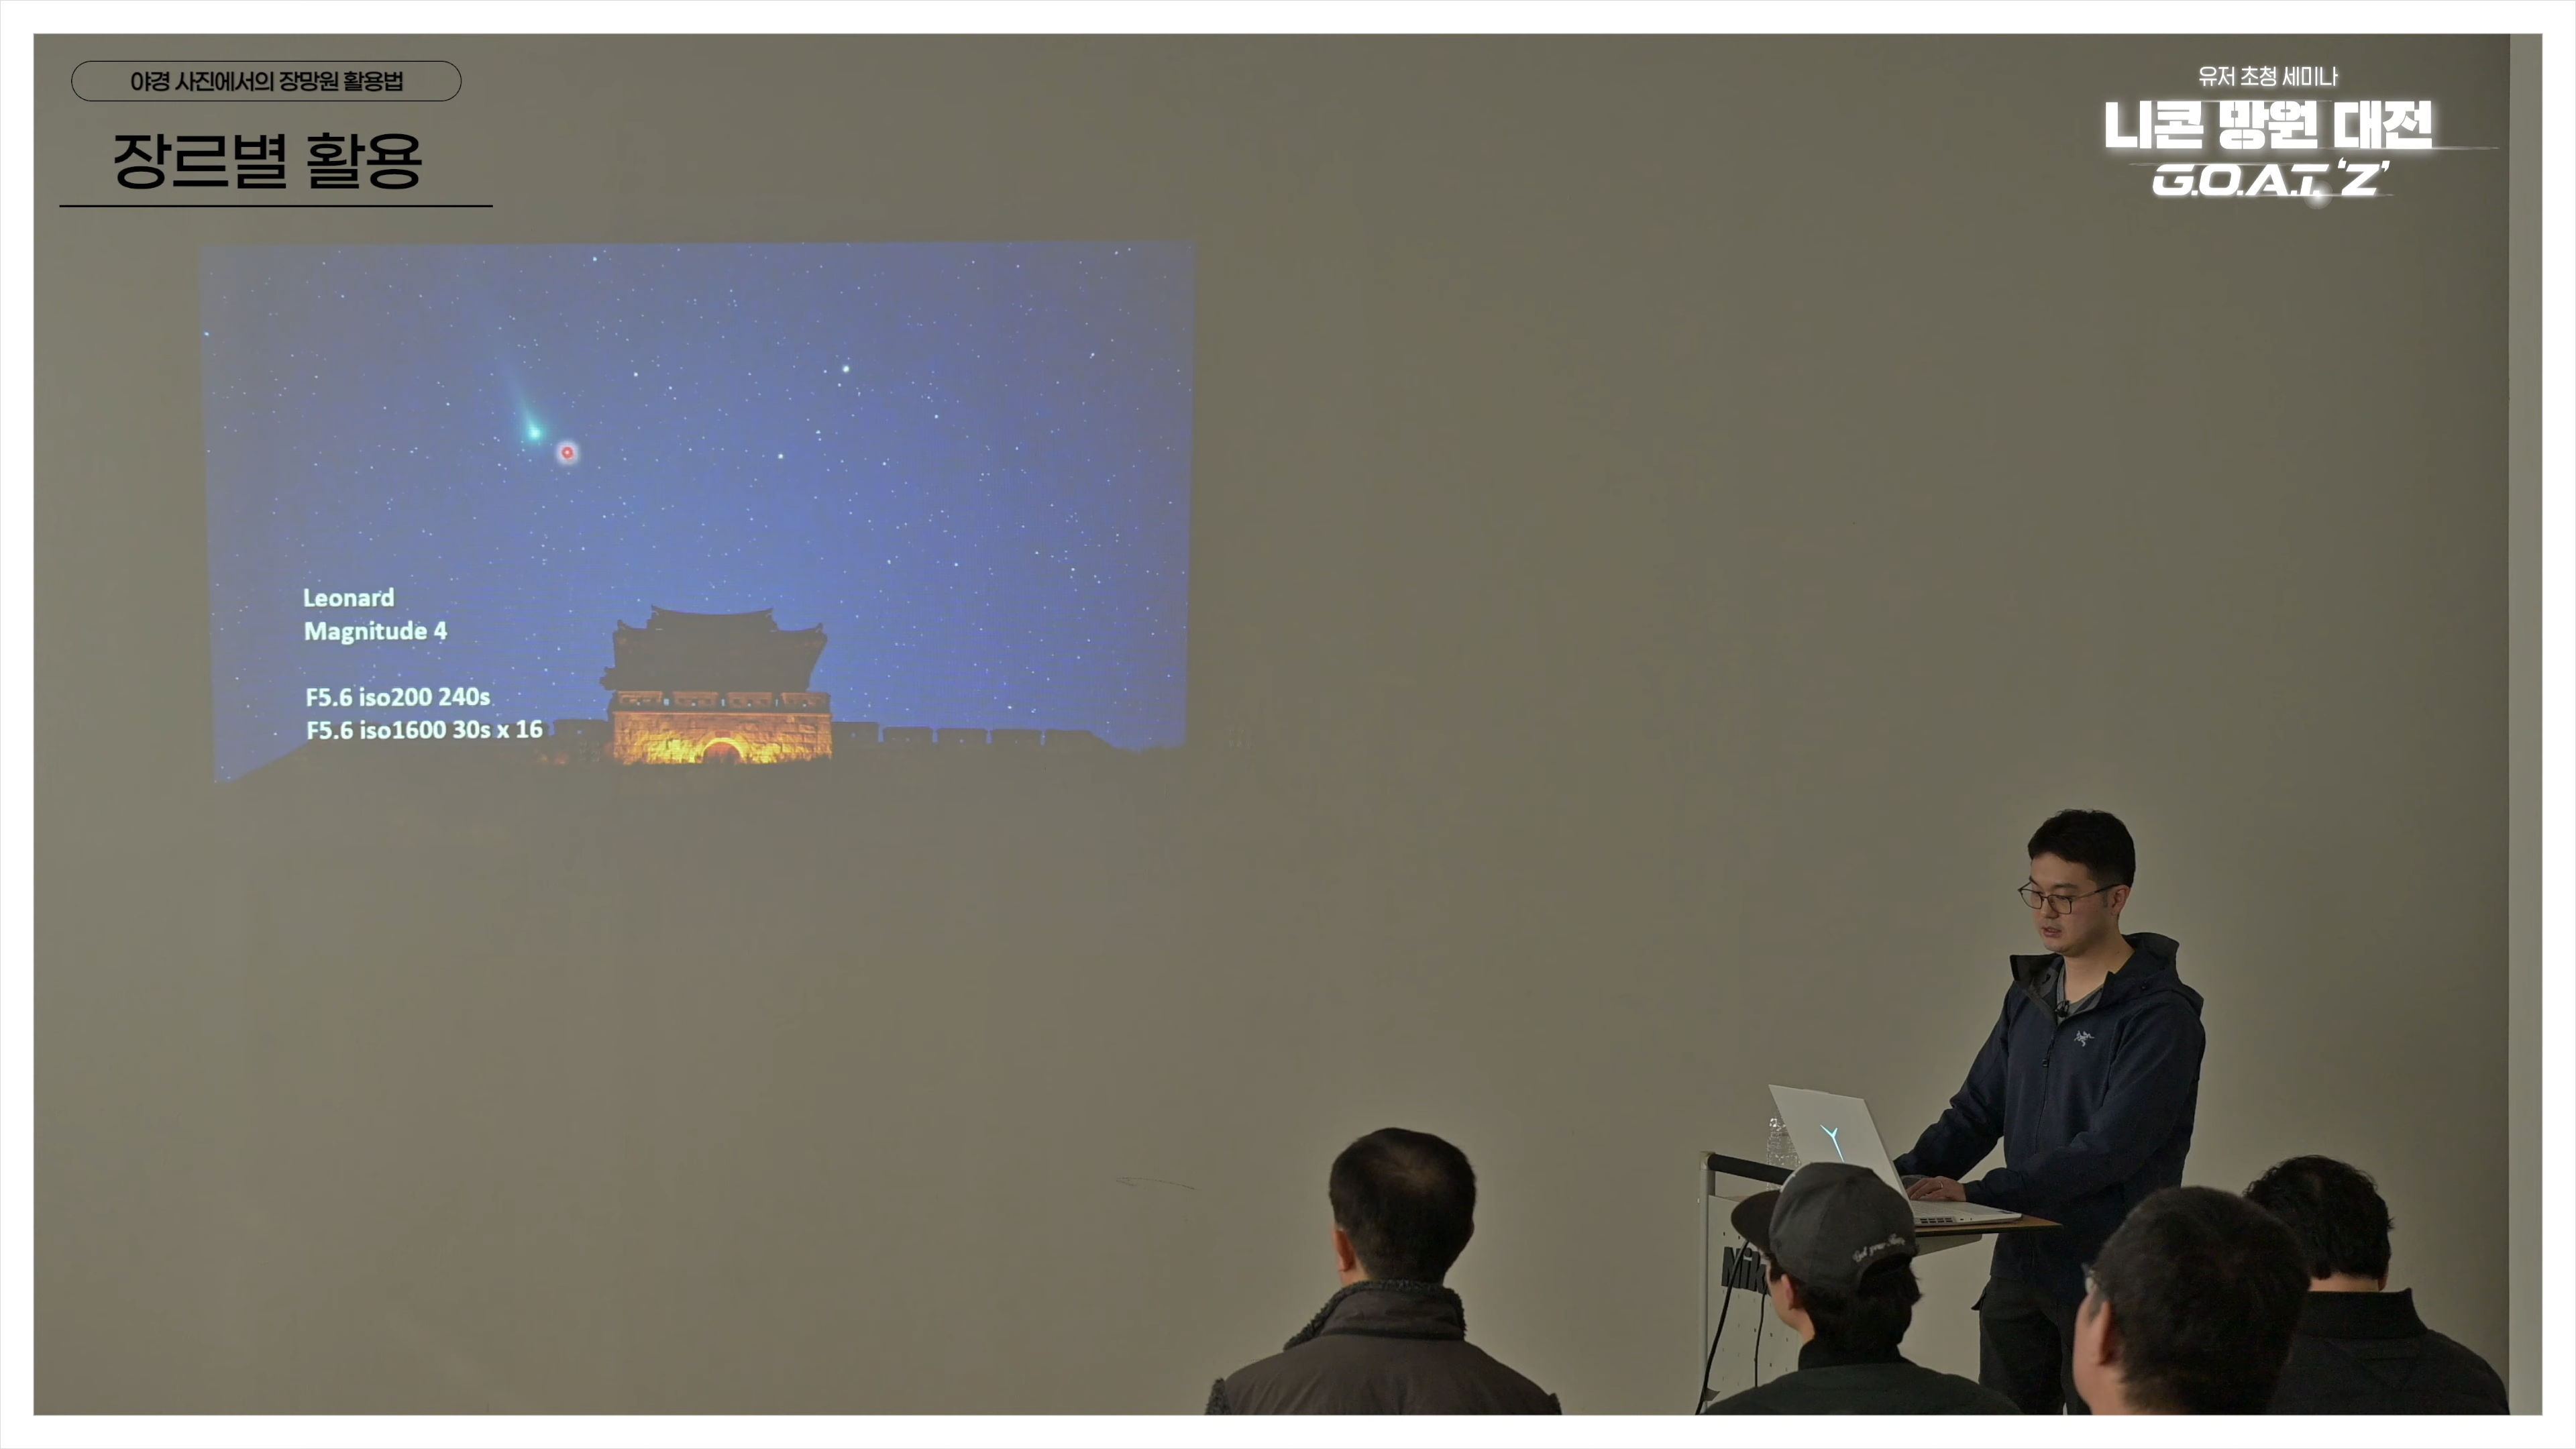 야경 사진에서의 장망원 활용법
장르별 활용
유저 초청 세미나
니콘 망원 대전
G.O.A.T. 'Z'
Leonard
Magnitude 4
F5.6 iso200 240s
F5.6 iso1600 30s x 16
Nik